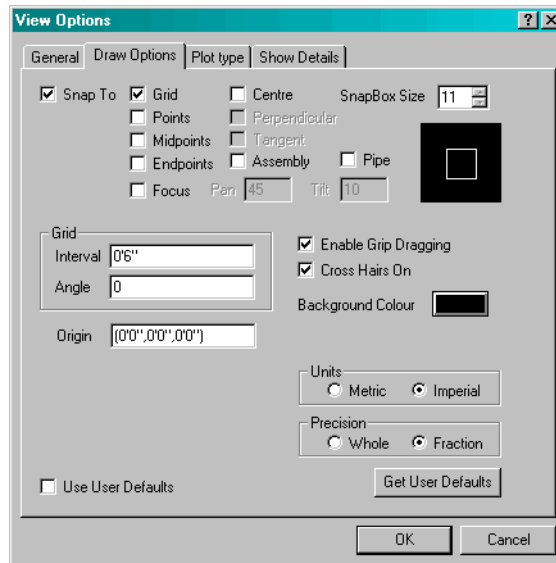 View Options
General Draw Options Plot type Show Details
Snap To Grid Centre SnapBox Size 11
Points Perpendicular
Midpoints Tangent
Endpoints Assembly Pipe
Focus Pan 45 Tilt 10
Grid
Interval 0'6"
Angle 0
Origin (0'0",0'0",0'0")
Enable Grip Dragging
Cross Hairs On
Background Colour
Units
Metric Imperial
Precision
Whole Fraction
Use User Defaults
Get User Defaults
OK Cancel